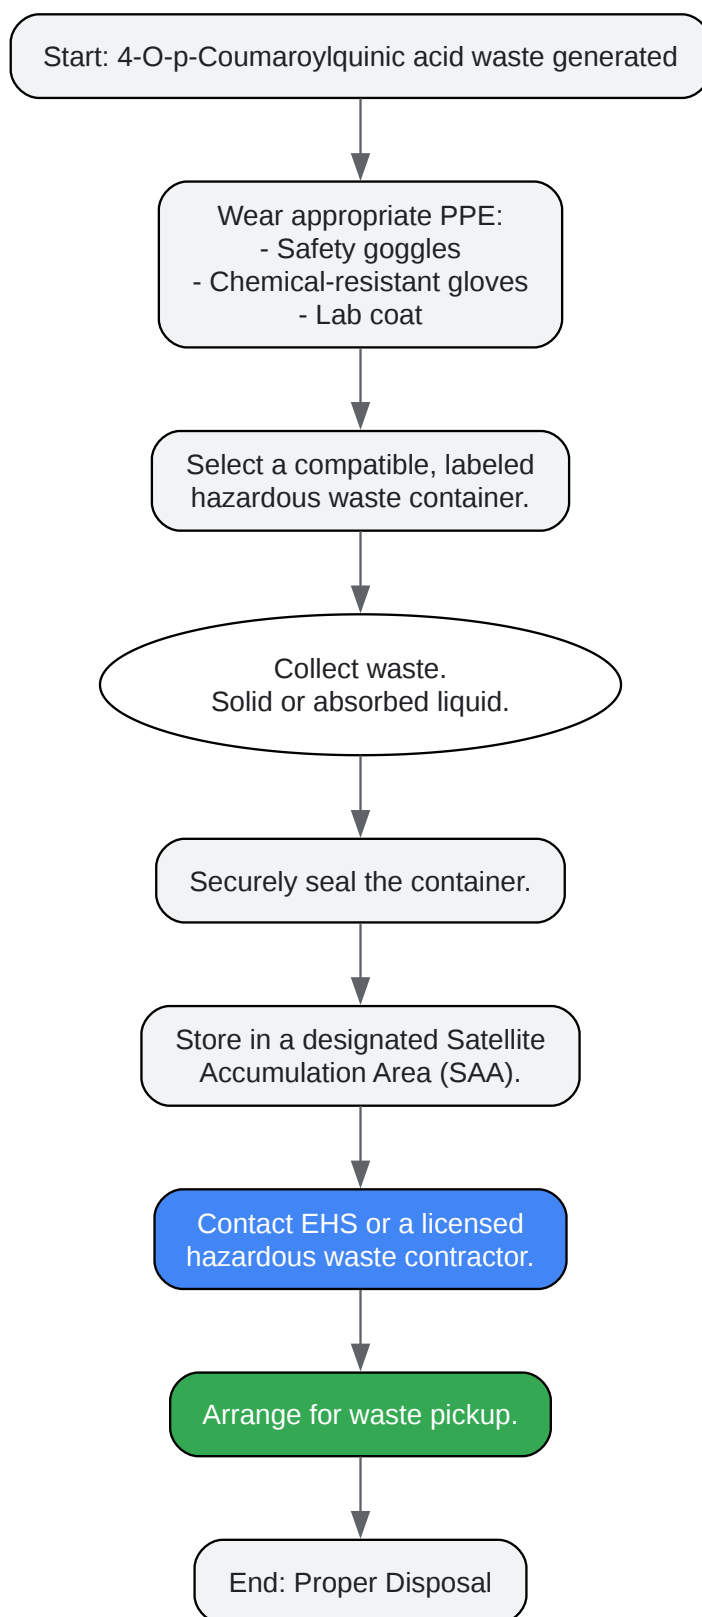 Start: 4-O-p-Coumaroylquinic acid waste generated
Wear appropriate PPE:
- Safety goggles
- Chemical-resistant gloves
- Lab coat
Select a compatible, labeled
hazardous waste container.
Collect waste.
Solid or absorbed liquid.
Securely seal the container.
Store in a designated Satellite
Accumulation Area (SAA).
Contact EHS or a licensed
hazardous waste contractor.
Arrange for waste pickup.
End: Proper Disposal